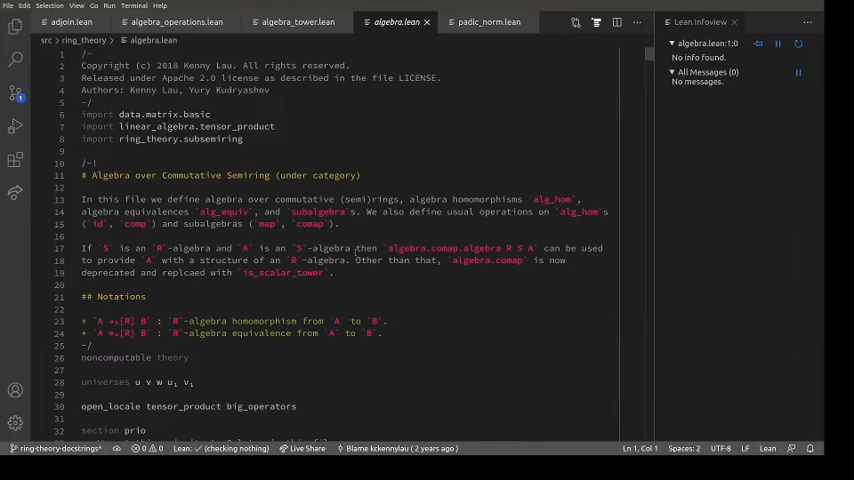 File Edit Selection View Go Run Terminal Help
adjoin.lean algebra_operations.lean algebra_tower.lean algebra.lean padic_norm.lean
src ring_theory algebra.lean
1 /-
2 Copyright (c) 2018 Kenny Lau. All rights reserved.
3 Released under Apache 2.0 license as described in the file LICENSE.
4 Authors: Kenny Lau, Yury Kudryashov
5 -/
6 import data.matrix.basic
7 import linear_algebra.tensor_product
8 import ring_theory.subsemiring
9
10 /-!
11 # Algebra over Commutative Semiring (under category)
12
13 In this file we define algebra over commutative (semi)rings, algebra homomorphisms `alg_hom`,
14 algebra equivalences `alg_equiv`, and `subalgebra`s. We also define usual operations on `alg_hom`s
15 (`id`, `comp`) and subalgebras (`map`, `comap`).
16
17 If `S` is an `R`-algebra and `A` is an `S`-algebra then `algebra.comap.algebra R S A` can be used
18 to provide `A` with a structure of an `R`-algebra. Other than that, `algebra.comap` is now
19 deprecated and replcaed with `is_scalar_tower`.
20
21 ## Notations
22
23 * `A →ₐ[R] B` : `R`-algebra homomorphism from `A` to `B`.
24 * `A ≃ₐ[R] B` : `R`-algebra equivalence from `A` to `B`.
25 -/
26 noncomputable theory
27
28 universes u v w u₁ v₁
29
30 open_locale tensor_product big_operators
31
32 section prio
Lean Infoview
algebra.lean:1:0
No info found.
All Messages (0)
No messages.
1
ring-theory-docstrings* 0 0 Lean: ✓ (checking nothing) Live Share Blame kckennylau ( 2 years ago ) Ln 1, Col 1 Spaces: 2 UTF-8 LF Lean